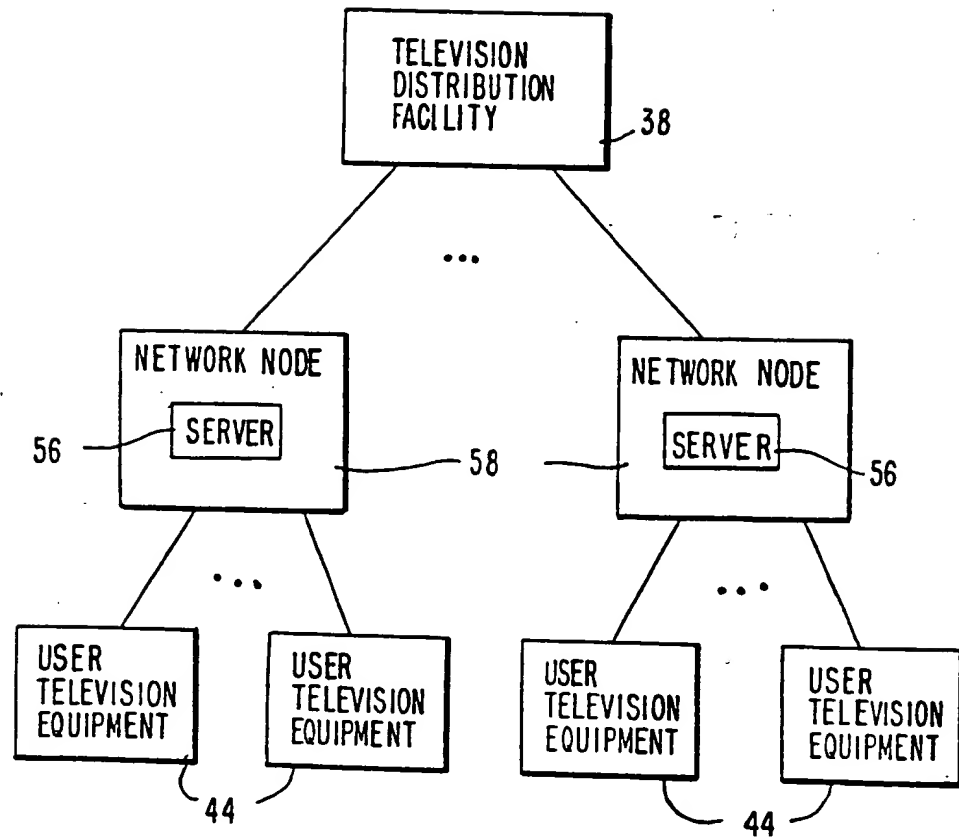 TELEVISION
DISTRIBUTION
FACILITY
38
NETWORK NODE
SERVER
56
58
NETWORK NODE
SERVER
56
USER
TELEVISION
EQUIPMENT
USER
TELEVISION
EQUIPMENT
44
USER
TELEVISION
EQUIPMENT
USER
TELEVISION
EQUIPMENT
44